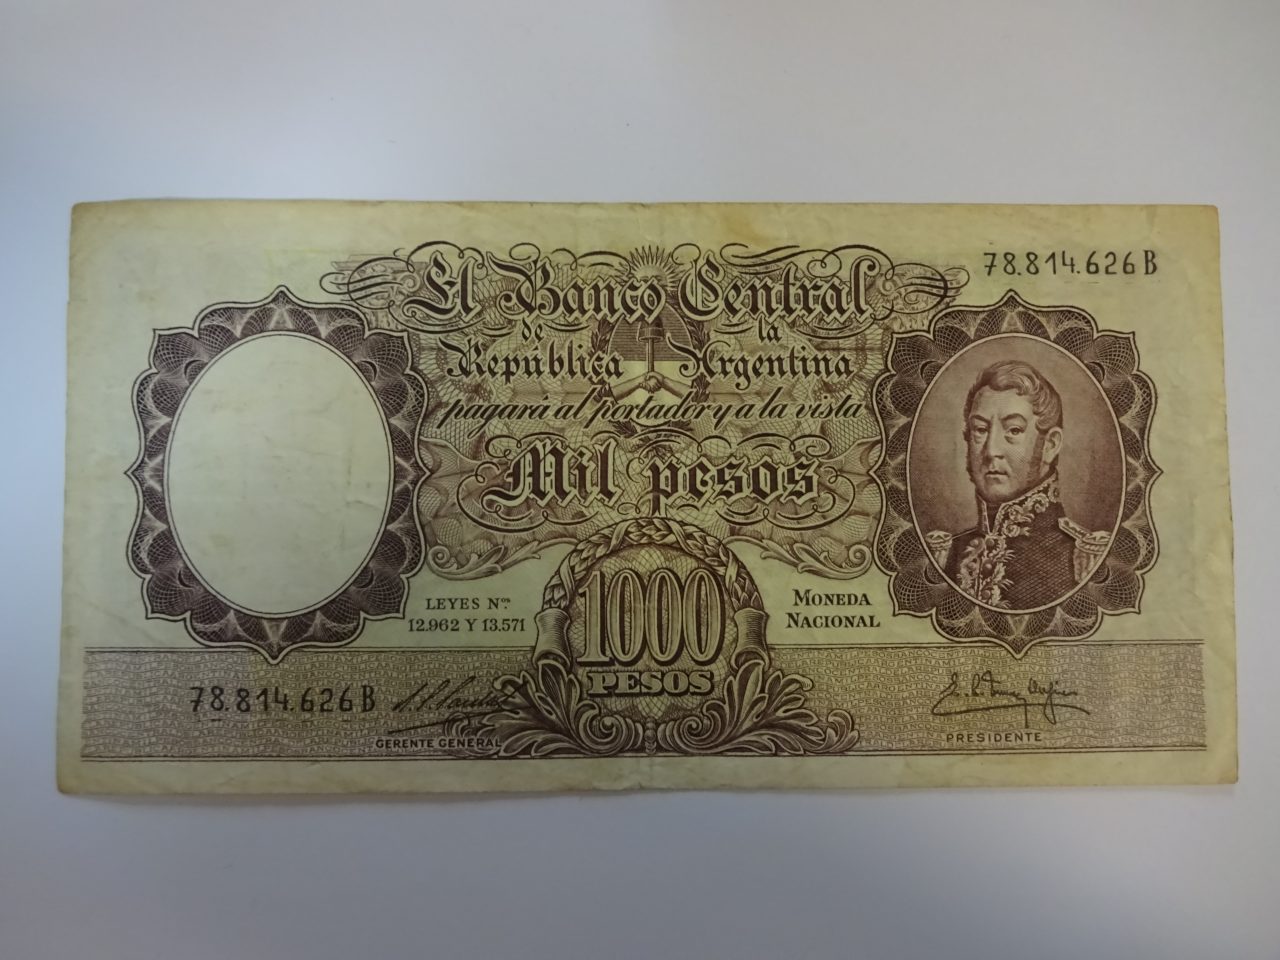 78.814.626 B
El Banco Central
de la
República Argentina
pagará al portador y a la vista
Mil pesos
LEYES Nos.
12.962 Y 13.571
1000
PESOS
MONEDA
NACIONAL
78.814.626 B
GERENTE GENERAL
PRESIDENTE